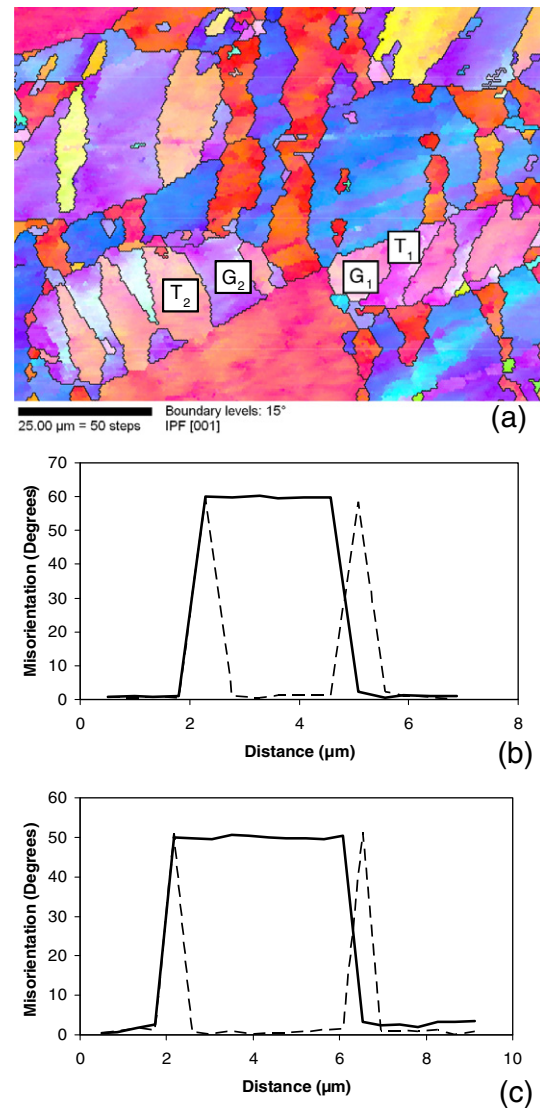 T₁
G₂
G₁
T₂
25.00 µm = 50 steps
Boundary levels: 15°
IPF [001]
(a)
70
60
50
40
30
20
10
0
Misorientation (Degrees)
0 2 4 6 8
Distance (µm)
(b)
60
50
40
30
20
10
0
Misorientation (Degrees)
0 2 4 6 8 10
Distance (µm)
(c)